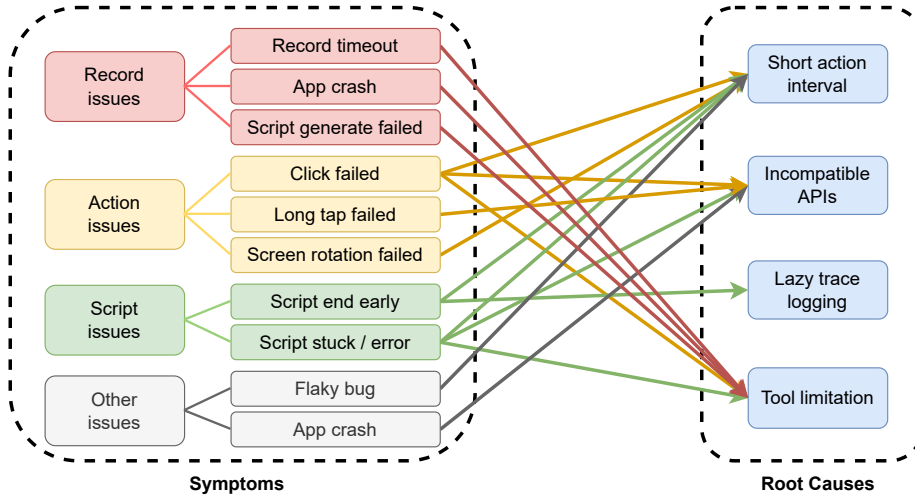 Record
issues
Record timeout
App crash
Script generate failed
Action
issues
Click failed
Long tap failed
Screen rotation failed
Script
issues
Script end early
Script stuck / error
Other
issues
Flaky bug
App crash
Symptoms
Short action
interval
Incompatible
APIs
Lazy trace
logging
Tool limitation
Root Causes